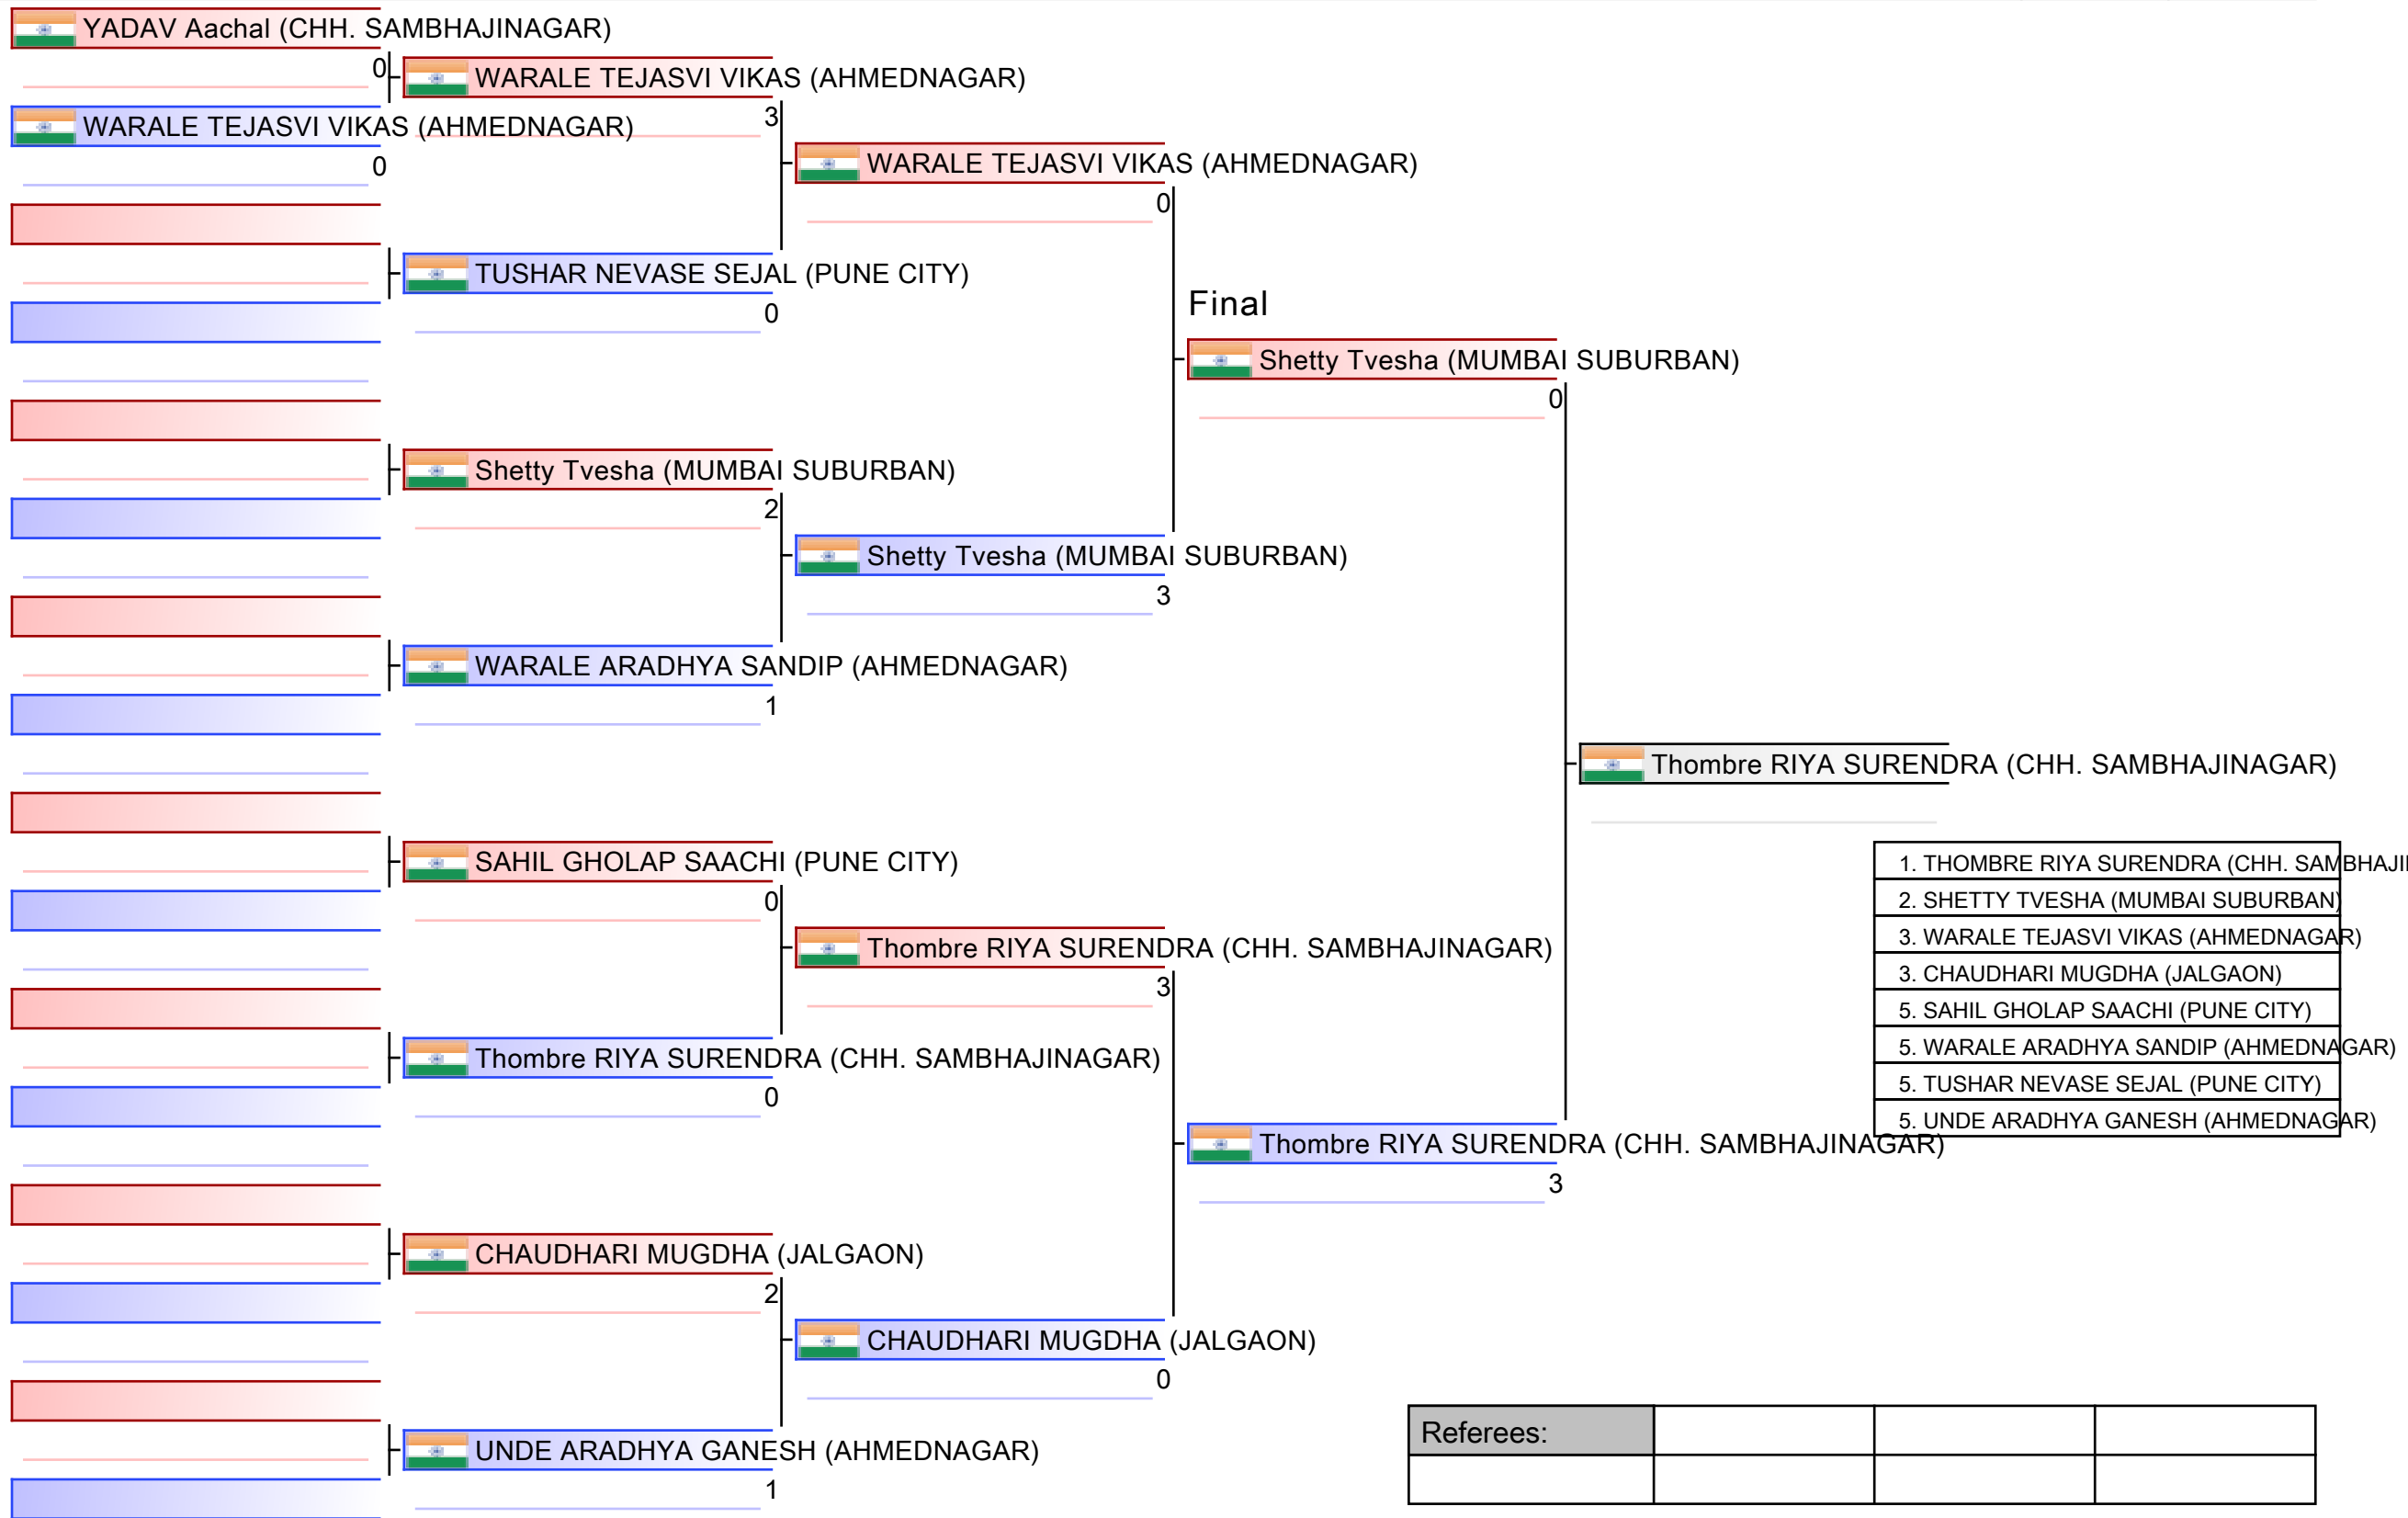 YADAV Aachal (CHH. SAMBHAJINAGAR)
0
WARALE TEJASVI VIKAS (AHMEDNAGAR)
0
WARALE TEJASVI VIKAS (AHMEDNAGAR)
3
TUSHAR NEVASE SEJAL (PUNE CITY)
0
Shetty Tvesha (MUMBAI SUBURBAN)
2
WARALE ARADHYA SANDIP (AHMEDNAGAR)
1
SAHIL GHOLAP SAACHI (PUNE CITY)
0
Thombre RIYA SURENDRA (CHH. SAMBHAJINAGAR)
0
CHAUDHARI MUGDHA (JALGAON)
2
UNDE ARADHYA GANESH (AHMEDNAGAR)
1
WARALE TEJASVI VIKAS (AHMEDNAGAR)
0
Shetty Tvesha (MUMBAI SUBURBAN)
3
Thombre RIYA SURENDRA (CHH. SAMBHAJINAGAR)
3
CHAUDHARI MUGDHA (JALGAON)
0
Final
Shetty Tvesha (MUMBAI SUBURBAN)
0
Thombre RIYA SURENDRA (CHH. SAMBHAJINAGAR)
3
Thombre RIYA SURENDRA (CHH. SAMBHAJINAGAR)
1. THOMBRE RIYA SURENDRA (CHH. SAMBHAJI
2. SHETTY TVESHA (MUMBAI SUBURBAN)
3. WARALE TEJASVI VIKAS (AHMEDNAGAR)
3. CHAUDHARI MUGDHA (JALGAON)
5. SAHIL GHOLAP SAACHI (PUNE CITY)
5. WARALE ARADHYA SANDIP (AHMEDNAGAR)
5. TUSHAR NEVASE SEJAL (PUNE CITY)
5. UNDE ARADHYA GANESH (AHMEDNAGAR)
Referees: